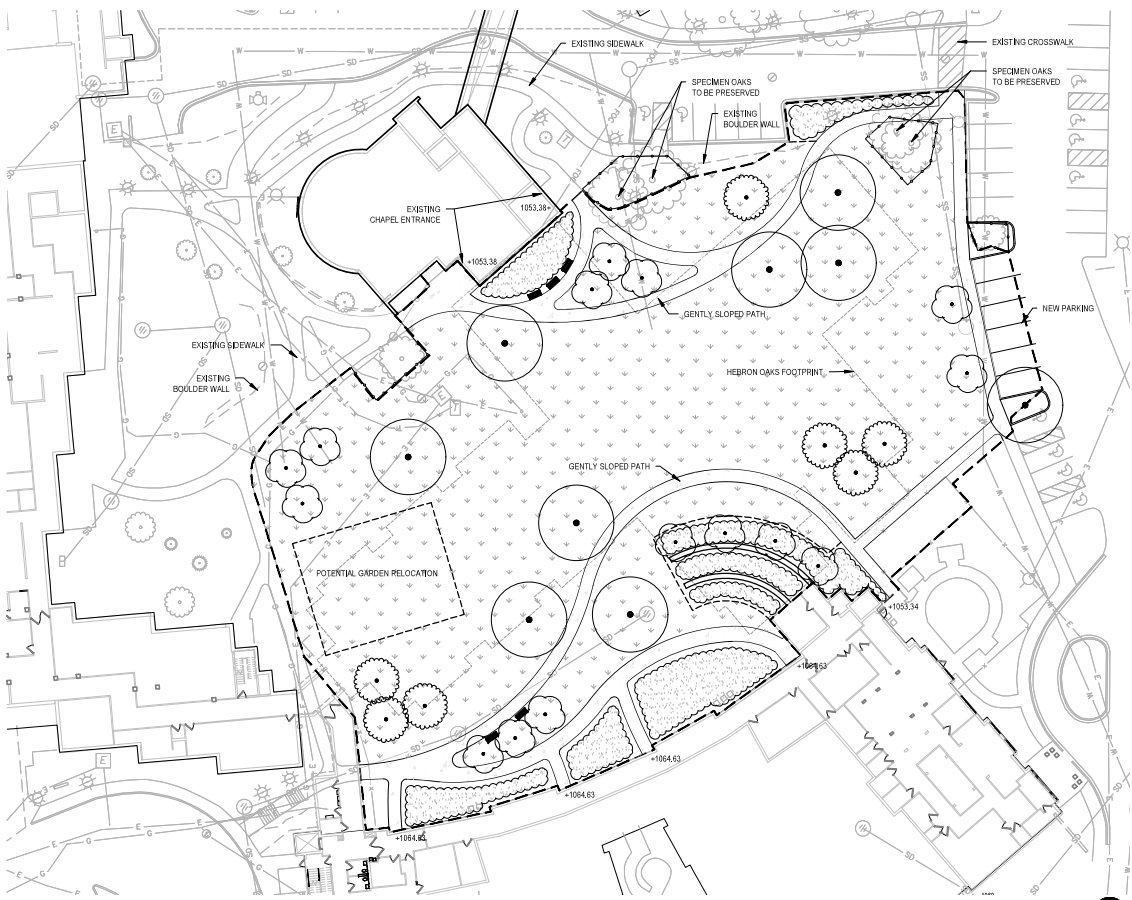 EXISTING SIDEWALK
EXISTING CROSSWALK
SPECIMEN OAKS
TO BE PRESERVED
SPECIMEN OAKS
TO BE PRESERVED
EXISTING
BOULDER WALL
EXISTING
CHAPEL ENTRANCE
1053.38+
+1053.38
GENTLY SLOPED PATH
NEW PARKING
EXISTING SIDEWALK
EXISTING
BOULDER WALL
HEBRON OAKS FOOTPRINT
GENTLY SLOPED PATH
POTENTIAL GARDEN RELOCATION
+1053.34
+1064.63
+1064.63
+1064.63
+1064.63